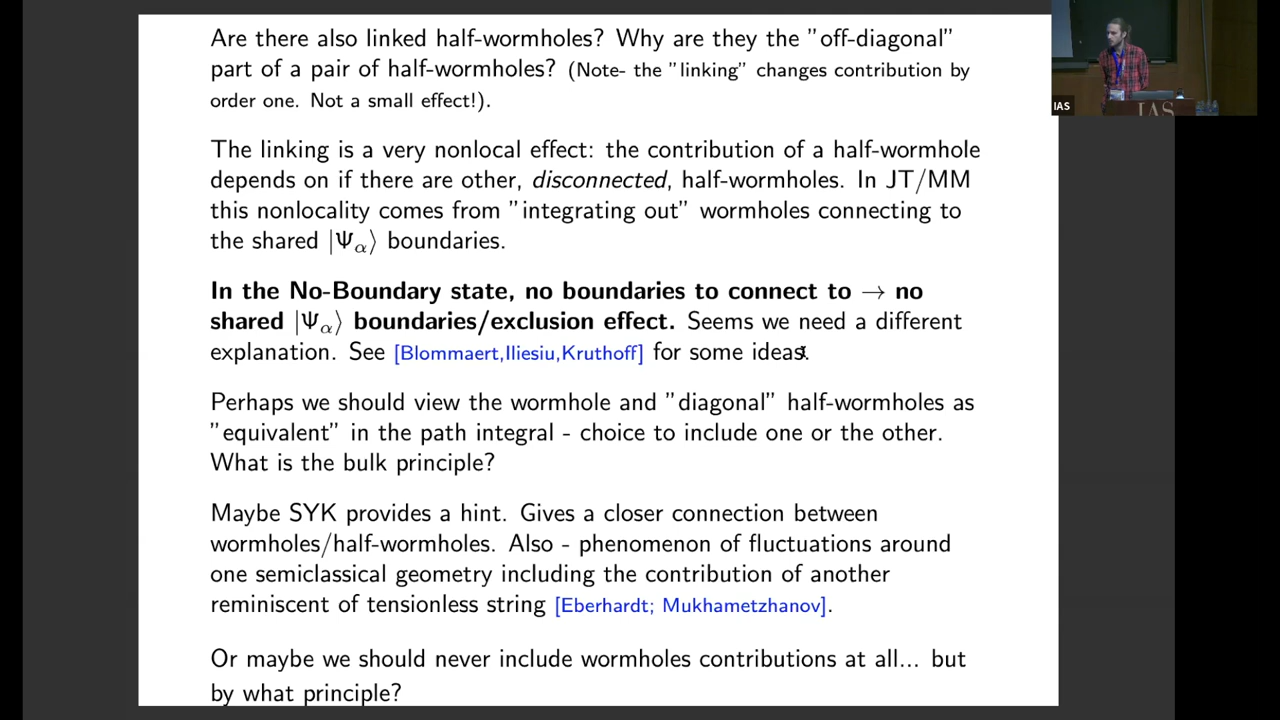 Are there also linked half-wormholes? Why are they the "off-diagonal"
part of a pair of half-wormholes? (Note- the "linking" changes contribution by
order one. Not a small effect!).
The linking is a very nonlocal effect: the contribution of a half-wormhole
depends on if there are other, disconnected, half-wormholes. In JT/MM
this nonlocality comes from "integrating out" wormholes connecting to
the shared |Ψα⟩ boundaries.
In the No-Boundary state, no boundaries to connect to → no
shared |Ψα⟩ boundaries/exclusion effect. Seems we need a different
explanation. See [Blommaert,Iliesiu,Kruthoff] for some ideas.
Perhaps we should view the wormhole and "diagonal" half-wormholes as
"equivalent" in the path integral - choice to include one or the other.
What is the bulk principle?
Maybe SYK provides a hint. Gives a closer connection between
wormholes/half-wormholes. Also - phenomenon of fluctuations around
one semiclassical geometry including the contribution of another
reminiscent of tensionless string [Eberhardt; Mukhametzhanov].
Or maybe we should never include wormholes contributions at all... but
by what principle?
IAS
IAS